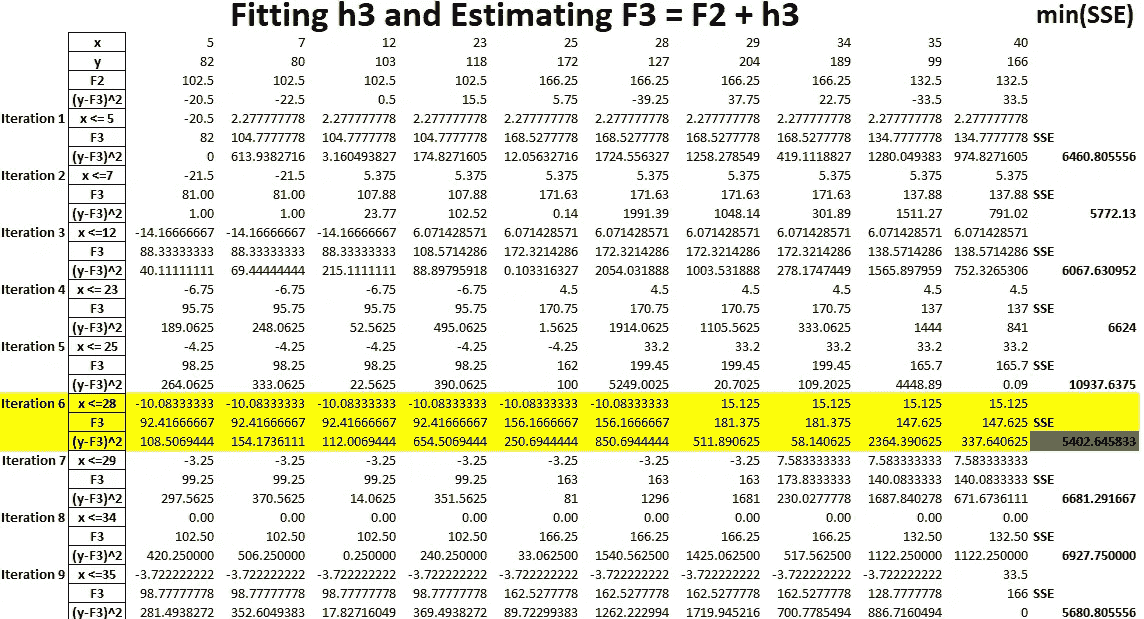 Fitting h3 and Estimating F3 = F2 + h3 min(SSE)
x 5 7 12 23 25 28 29 34 35 40
y 82 80 103 118 172 127 204 189 99 166
F2 102.5 102.5 102.5 102.5 166.25 166.25 166.25 166.25 132.5 132.5
(y-F3)^2 -20.5 -22.5 0.5 15.5 5.75 -39.25 37.75 22.75 -33.5 33.5
Iteration 1 x <= 5 -20.5 2.277777778 2.277777778 2.277777778 2.277777778 2.277777778 2.277777778 2.277777778 2.277777778 2.277777778
F3 82 104.7777778 104.7777778 104.7777778 168.5277778 168.5277778 168.5277778 168.5277778 134.7777778 134.7777778 SSE
(y-F3)^2 0 613.9382716 3.160493827 174.8271605 12.05632716 1724.556327 1258.278549 419.1118827 1280.049383 974.8271605 6460.805556
Iteration 2 x <=7 -21.5 -21.5 5.375 5.375 5.375 5.375 5.375 5.375 5.375 5.375
F3 81.00 81.00 107.88 107.88 171.63 171.63 171.63 171.63 137.88 137.88 SSE
(y-F3)^2 1.00 1.00 23.77 102.52 0.14 1991.39 1048.14 301.89 1511.27 791.02 5772.13
Iteration 3 x <=12 -14.16666667 -14.16666667 -14.16666667 6.071428571 6.071428571 6.071428571 6.071428571 6.071428571 6.071428571 6.071428571
F3 88.33333333 88.33333333 88.33333333 108.5714286 172.3214286 172.3214286 172.3214286 172.3214286 138.5714286 138.5714286 SSE
(y-F3)^2 40.11111111 69.44444444 215.1111111 88.89795918 0.103316327 2054.031888 1003.531888 278.1747449 1565.897959 752.3265306 6067.630952
Iteration 4 x <= 23 -6.75 -6.75 -6.75 -6.75 4.5 4.5 4.5 4.5 4.5 4.5
F3 95.75 95.75 95.75 95.75 170.75 170.75 170.75 170.75 137 137 SSE
(y-F3)^2 189.0625 248.0625 52.5625 495.0625 1.5625 1914.0625 1105.5625 333.0625 1444 841 6624
Iteration 5 x <= 25 -4.25 -4.25 -4.25 -4.25 -4.25 33.2 33.2 33.2 33.2 33.2
F3 98.25 98.25 98.25 98.25 162 199.45 199.45 199.45 165.7 165.7 SSE
(y-F3)^2 264.0625 333.0625 22.5625 390.0625 100 5249.0025 20.7025 109.2025 4448.89 0.09 10937.6375
Iteration 6 x <=28 -10.08333333 -10.08333333 -10.08333333 -10.08333333 -10.08333333 -10.08333333 15.125 15.125 15.125 15.125
F3 92.41666667 92.41666667 92.41666667 92.41666667 156.1666667 156.1666667 181.375 181.375 147.625 147.625 SSE
(y-F3)^2 108.5069444 154.1736111 112.0069444 654.5069444 250.6944444 850.6944444 511.890625 58.140625 2364.390625 337.640625 5402.645833
Iteration 7 x <=29 -3.25 -3.25 -3.25 -3.25 -3.25 -3.25 -3.25 7.583333333 7.583333333 7.583333333
F3 99.25 99.25 99.25 99.25 163 163 163 173.8333333 140.0833333 140.0833333 SSE
(y-F3)^2 297.5625 370.5625 14.0625 351.5625 81 1296 1681 230.0277778 1687.840278 671.6736111 6681.291667
Iteration 8 x <=34 0.00 0.00 0.00 0.00 0.00 0.00 0.00 0.00 0.00 0.00
F3 102.50 102.50 102.50 102.50 166.25 166.25 166.25 166.25 132.50 132.50 SSE
(y-F3)^2 420.250000 506.250000 0.250000 240.250000 33.062500 1540.562500 1425.062500 517.562500 1122.250000 1122.250000 6927.750000
Iteration 9 x <=35 -3.722222222 -3.722222222 -3.722222222 -3.722222222 -3.722222222 -3.722222222 -3.722222222 -3.722222222 -3.722222222 33.5
F3 98.77777778 98.77777778 98.77777778 98.77777778 162.5277778 162.5277778 162.5277778 162.5277778 128.7777778 166 SSE
(y-F3)^2 281.4938272 352.6049383 17.82716049 369.4938272 89.72299383 1262.222994 1719.945216 700.7785494 886.7160494 0 5680.805556